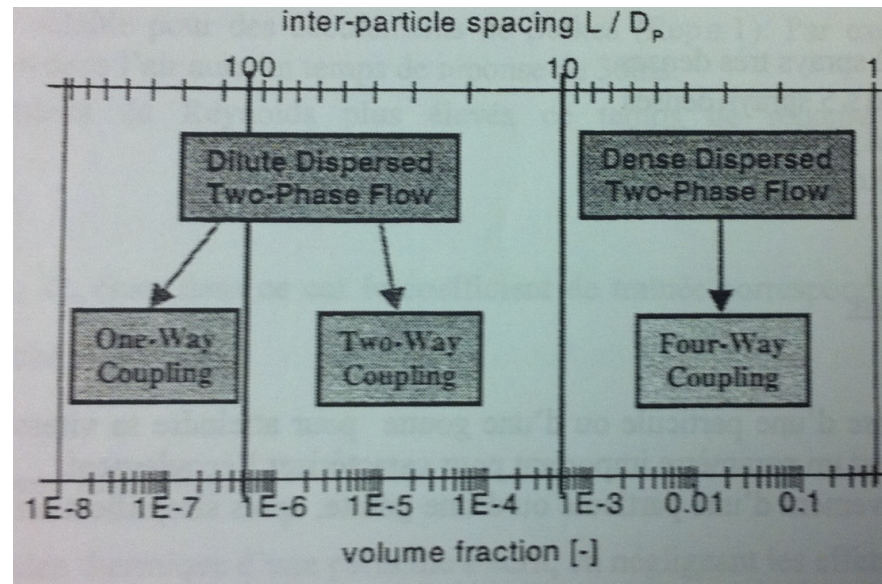 inter-particle spacing L / Dₚ
100 10 1
Dilute Dispersed
Two-Phase Flow
Dense Dispersed
Two-Phase Flow
One-Way
Coupling
Two-Way
Coupling
Four-Way
Coupling
1E-8 1E-7 1E-6 1E-5 1E-4 1E-3 0.01 0.1
volume fraction [-]